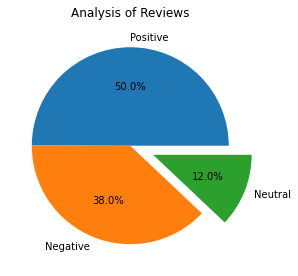 Analysis of Reviews
Positive
50.0%
12.0%
Neutral
38.0%
Negative